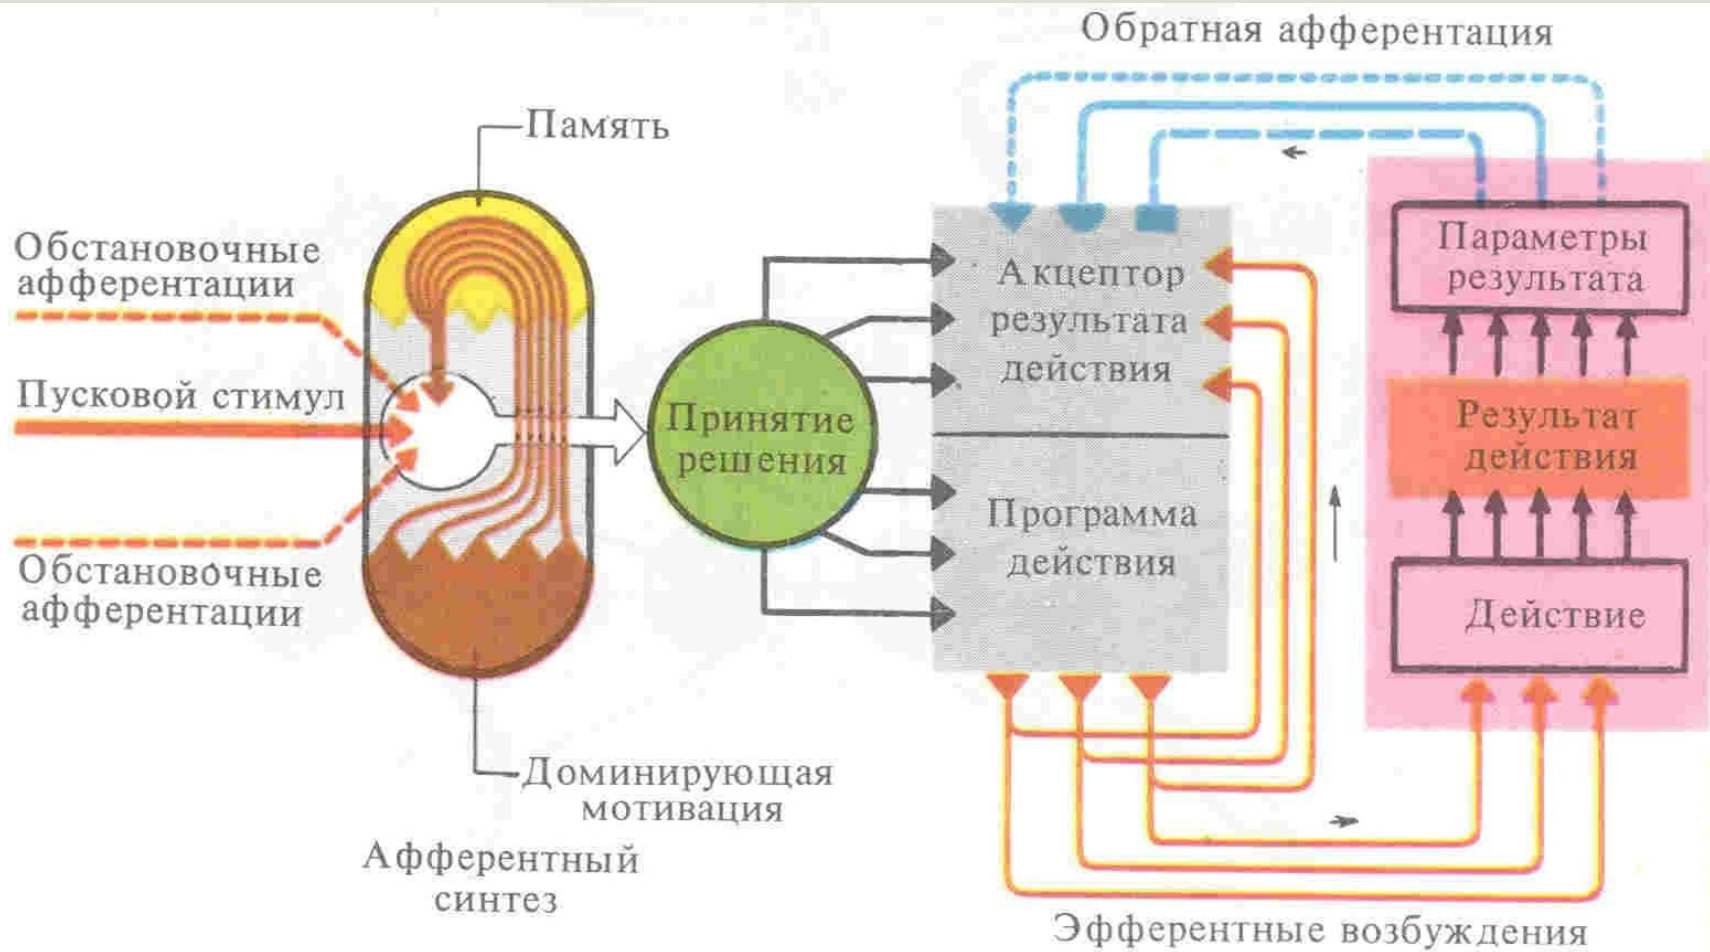 Обратная афферентация
Память
Обстановочные
афферентации
Пусковой стимул
Обстановочные
афферентации
Доминирующая
мотивация
Афферентный
синтез
Принятие
решения
Акцептор
результата
действия
Программа
действия
Параметры
результата
Результат
действия
Действие
Эфферентные возбуждения